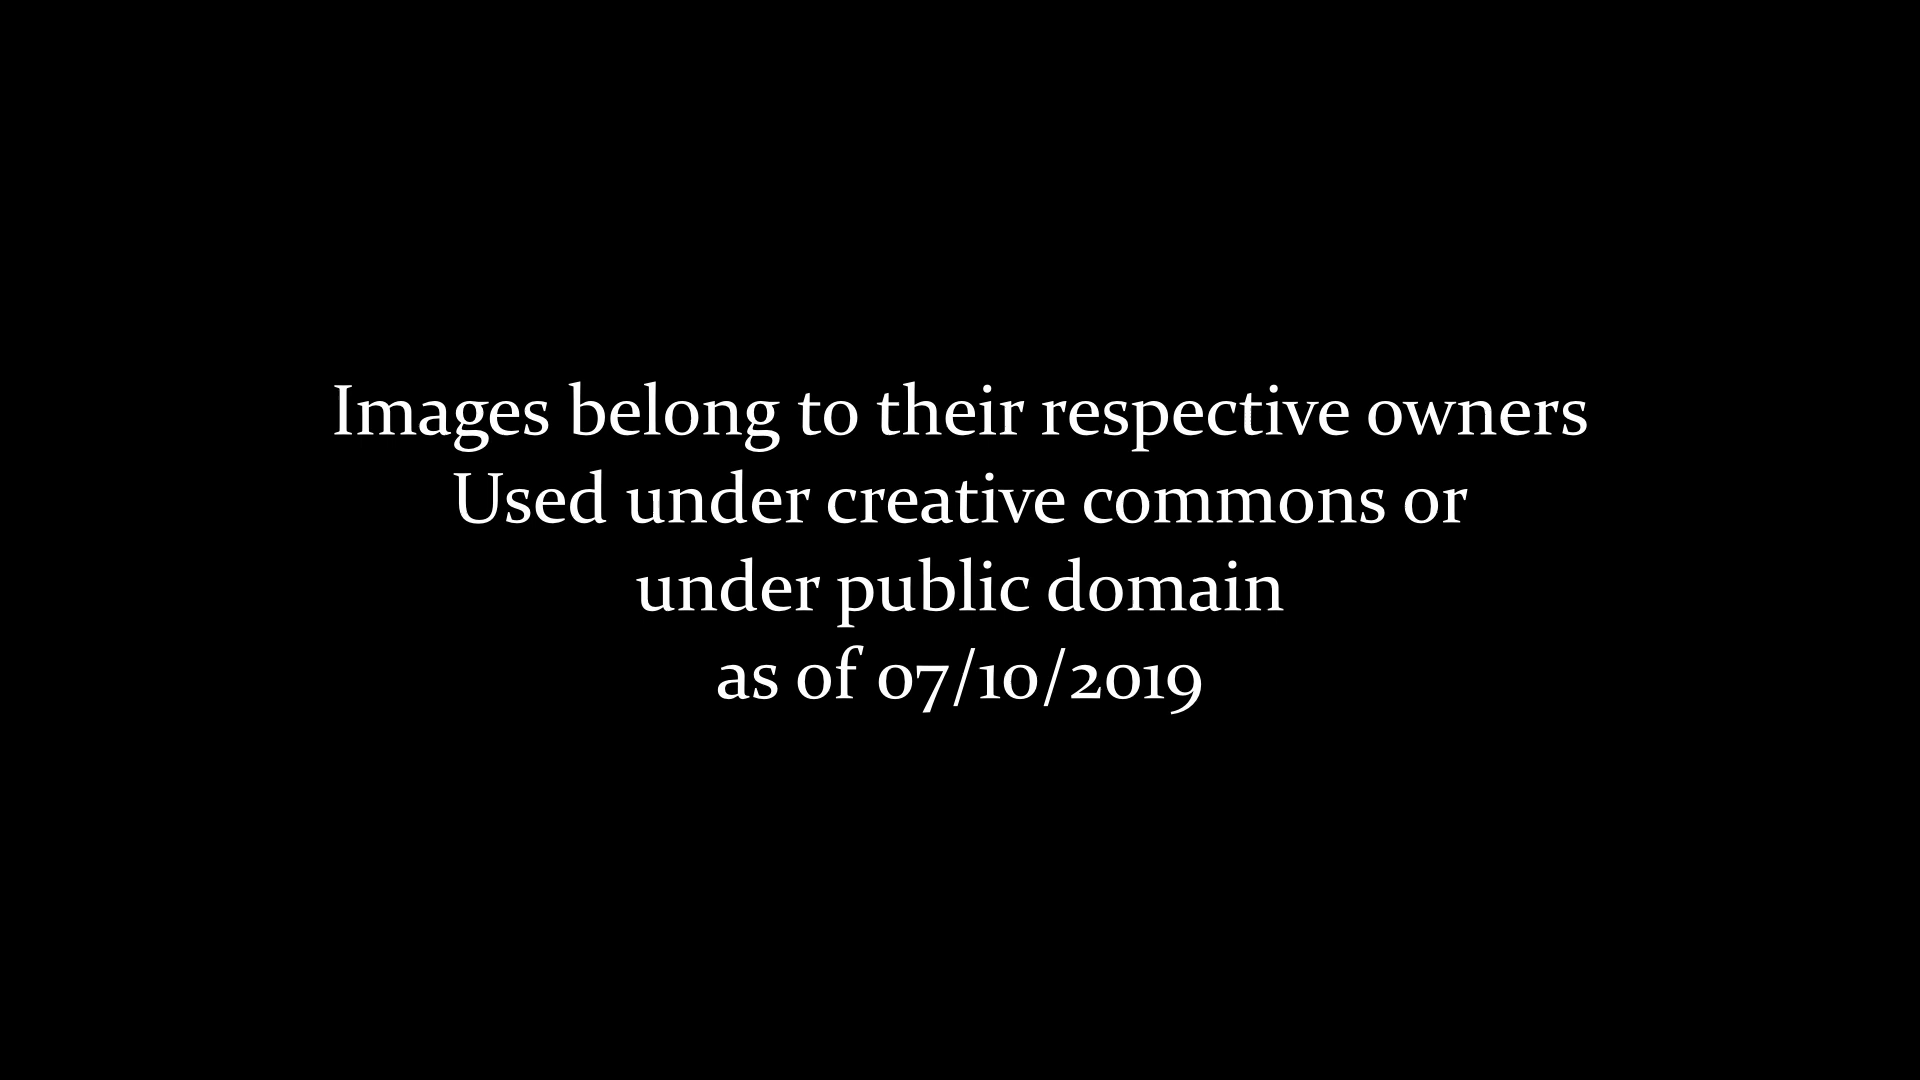 Images belong to their respective owners
Used under creative commons or
under public domain
as of 07/10/2019